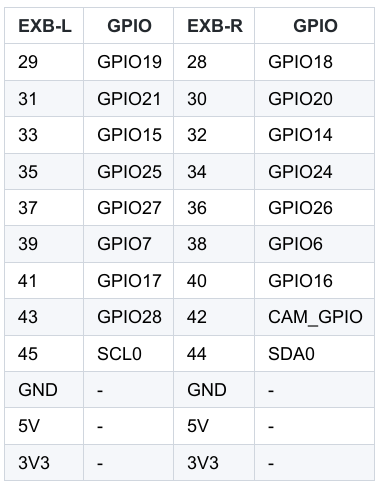 EXB-L GPIO EXB-R GPIO
29 GPIO19 28 GPIO18
31 GPIO21 30 GPIO20
33 GPIO15 32 GPIO14
35 GPIO25 34 GPIO24
37 GPIO27 36 GPIO26
39 GPIO7 38 GPIO6
41 GPIO17 40 GPIO16
43 GPIO28 42 CAM_GPIO
45 SCL0 44 SDA0
GND - GND -
5V - 5V -
3V3 - 3V3 -